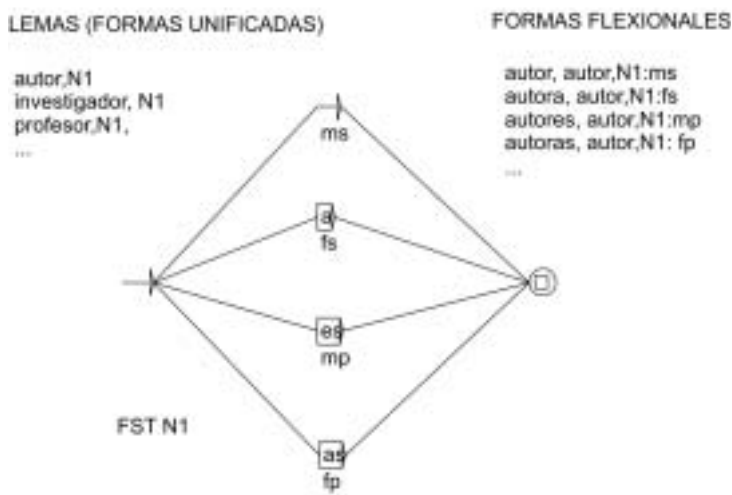 LEMAS (FORMAS UNIFICADAS)
autor,N1
investigador, N1
profesor,N1,
...
FORMAS FLEXIONALES
autor, autor,N1:ms
autora, autor,N1:fs
autores, autor,N1:mp
autoras, autor,N1: fp
...
ms
a
fs
es
mp
as
fp
FST N1